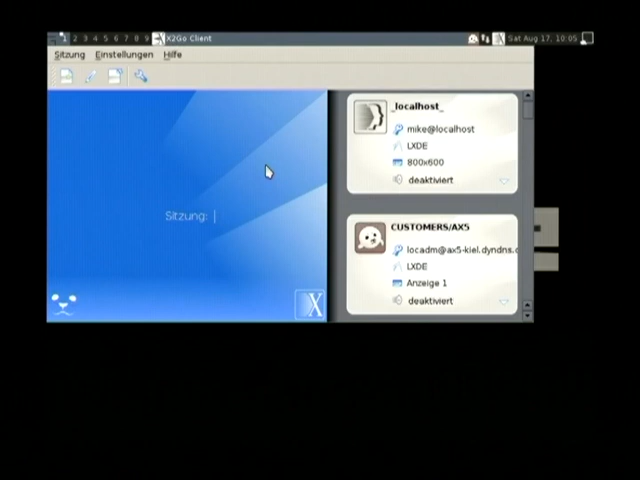 1 2 3 4 5 6 7 8 9 X2Go Client Sat Aug 17, 10:05
Sitzung Einstellungen Hilfe
Sitzung:
X
_localhost_
mike@localhost
LXDE
800x600
deaktiviert
CUSTOMERS/AX5
locadm@ax5-kiel.dyndns.
LXDE
Anzeige 1
deaktiviert